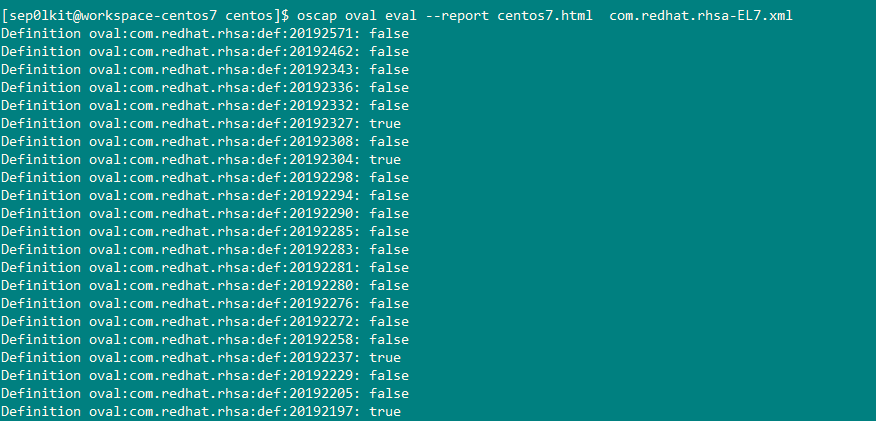 [sep0lkit@workspace-centos7 centos]$ oscap oval eval --report centos7.html  com.redhat.rhsa-EL7.xml
Definition oval:com.redhat.rhsa:def:20192571: false
Definition oval:com.redhat.rhsa:def:20192462: false
Definition oval:com.redhat.rhsa:def:20192343: false
Definition oval:com.redhat.rhsa:def:20192336: false
Definition oval:com.redhat.rhsa:def:20192332: false
Definition oval:com.redhat.rhsa:def:20192327: true
Definition oval:com.redhat.rhsa:def:20192308: false
Definition oval:com.redhat.rhsa:def:20192304: true
Definition oval:com.redhat.rhsa:def:20192298: false
Definition oval:com.redhat.rhsa:def:20192294: false
Definition oval:com.redhat.rhsa:def:20192290: false
Definition oval:com.redhat.rhsa:def:20192285: false
Definition oval:com.redhat.rhsa:def:20192283: false
Definition oval:com.redhat.rhsa:def:20192281: false
Definition oval:com.redhat.rhsa:def:20192280: false
Definition oval:com.redhat.rhsa:def:20192276: false
Definition oval:com.redhat.rhsa:def:20192272: false
Definition oval:com.redhat.rhsa:def:20192258: false
Definition oval:com.redhat.rhsa:def:20192237: true
Definition oval:com.redhat.rhsa:def:20192229: false
Definition oval:com.redhat.rhsa:def:20192205: false
Definition oval:com.redhat.rhsa:def:20192197: true